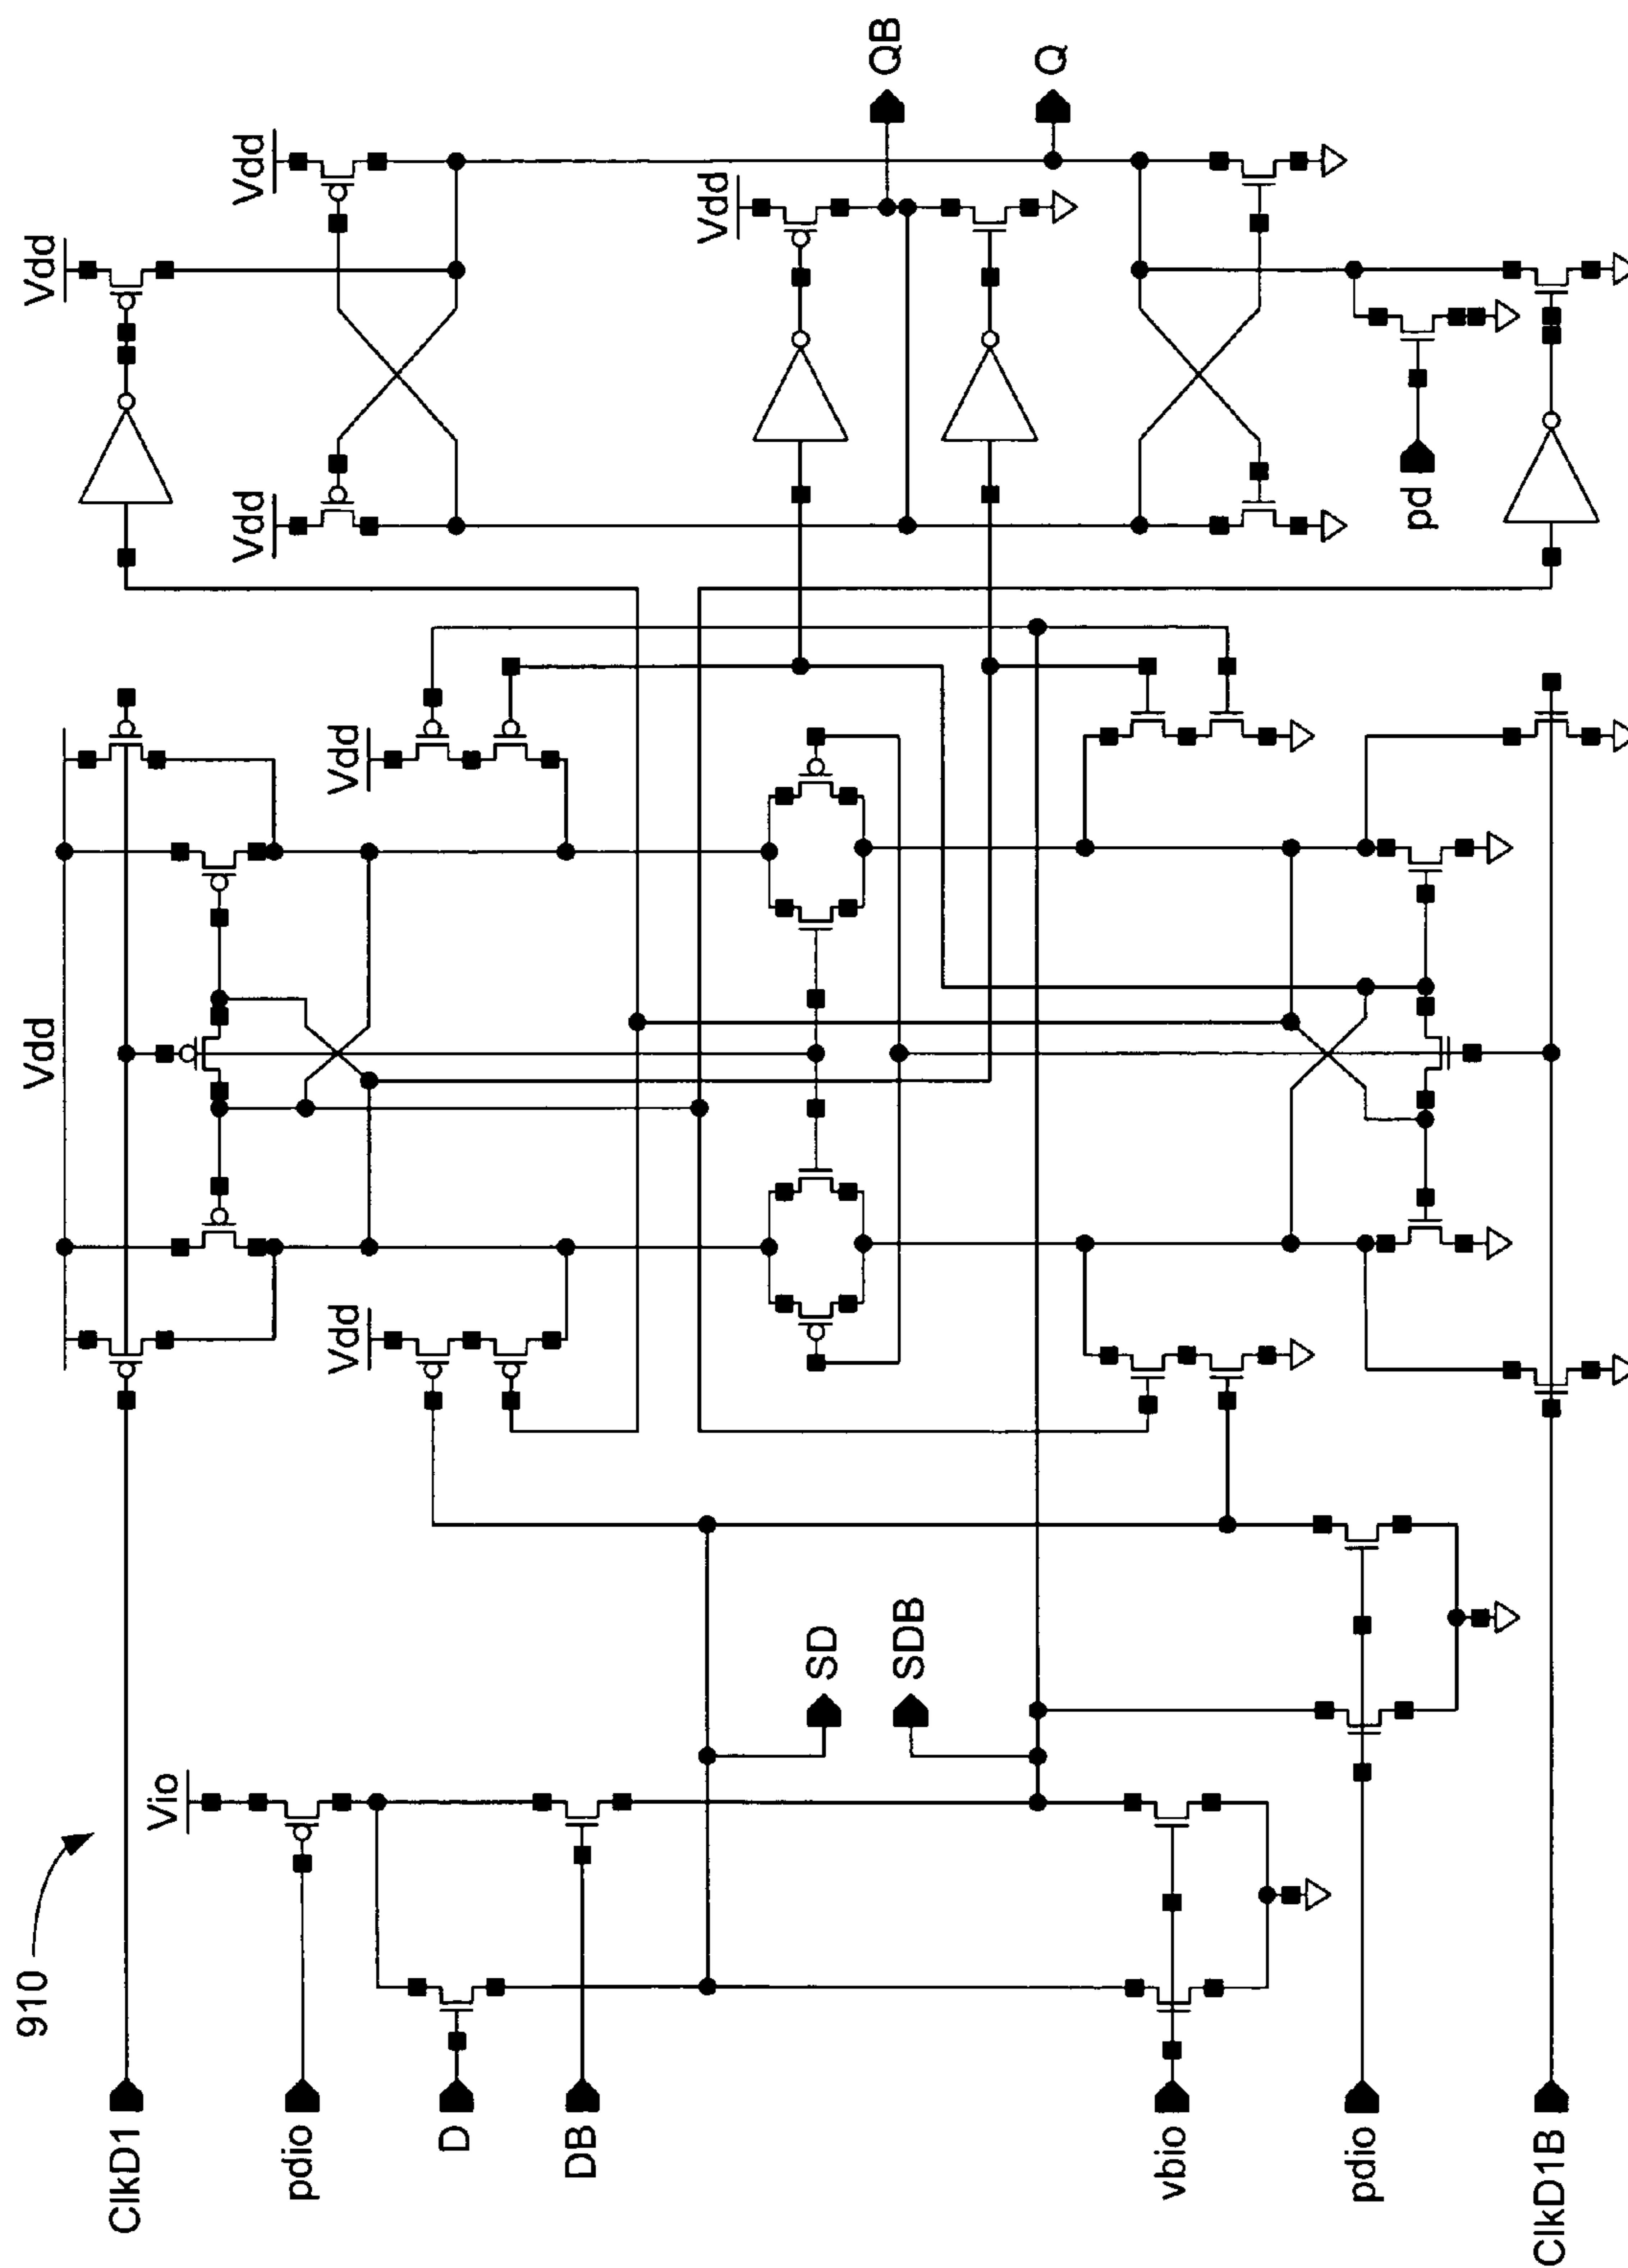 910
Vdd
Vdd
ClkD1
Vio
Vdd
Vdd
pdio
Vdd
Vdd
D
DB
Vdd
SD
QB
SDB
Q
vbio
pdio
pd
ClkD1B